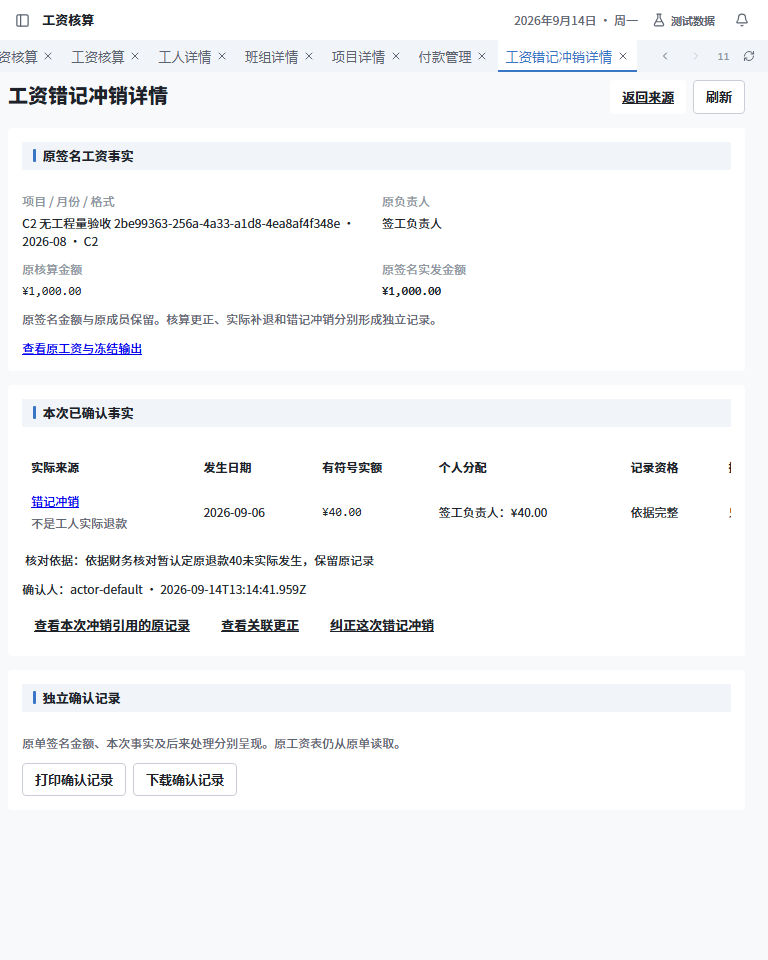 工资核算
2026年9月14日 · 周一
测试数据
资核算
工资核算
工人详情
班组详情
项目详情
付款管理
工资错记冲销详情
11
工资错记冲销详情
返回来源
刷新
原签名工资事实
项目 / 月份 / 格式
原负责人
C2 无工程量验收 2be99363-256a-4a33-a1d8-4ea8af4f348e ·
2026-08 · C2
签工负责人
原核算金额
原签名实发金额
¥1,000.00
¥1,000.00
原签名金额与原成员保留。核算更正、实际补退和错记冲销分别形成独立记录。
查看原工资与冻结输出
本次已确认事实
实际来源
发生日期
有符号实额
个人分配
记录资格
错记冲销
不是工人实际退款
2026-09-06
¥40.00
签工负责人：¥40.00
依据完整
核对依据：依据财务核对暂认定原退款40未实际发生，保留原记录
确认人：actor-default · 2026-09-14T13:14:41.959Z
查看本次冲销引用的原记录
查看关联更正
纠正这次错记冲销
独立确认记录
原单签名金额、本次事实及后来处理分别呈现。原工资表仍从原单读取。
打印确认记录
下载确认记录